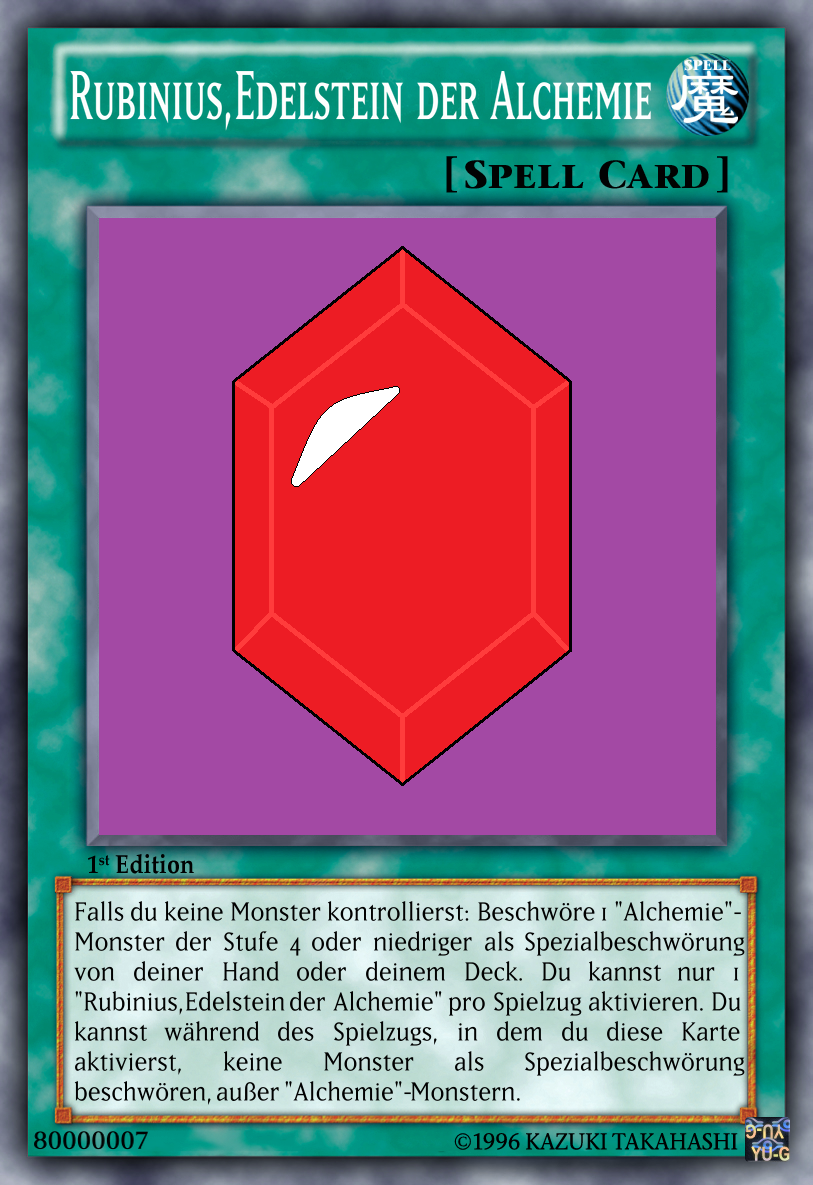 Rubinius,Edelstein der Alchemie
SPELL
魔
[Spell Card]
1st Edition
Falls du keine Monster kontrollierst: Beschwöre 1 "Alchemie"-
Monster der Stufe 4 oder niedriger als Spezialbeschwörung
von deiner Hand oder deinem Deck. Du kannst nur 1
"Rubinius,Edelstein der Alchemie" pro Spielzug aktivieren. Du
kannst während des Spielzugs, in dem du diese Karte
aktivierst, keine Monster als Spezialbeschwörung
beschwören, außer "Alchemie"-Monstern.
80000007
©1996 KAZUKI TAKAHASHI
YU-G